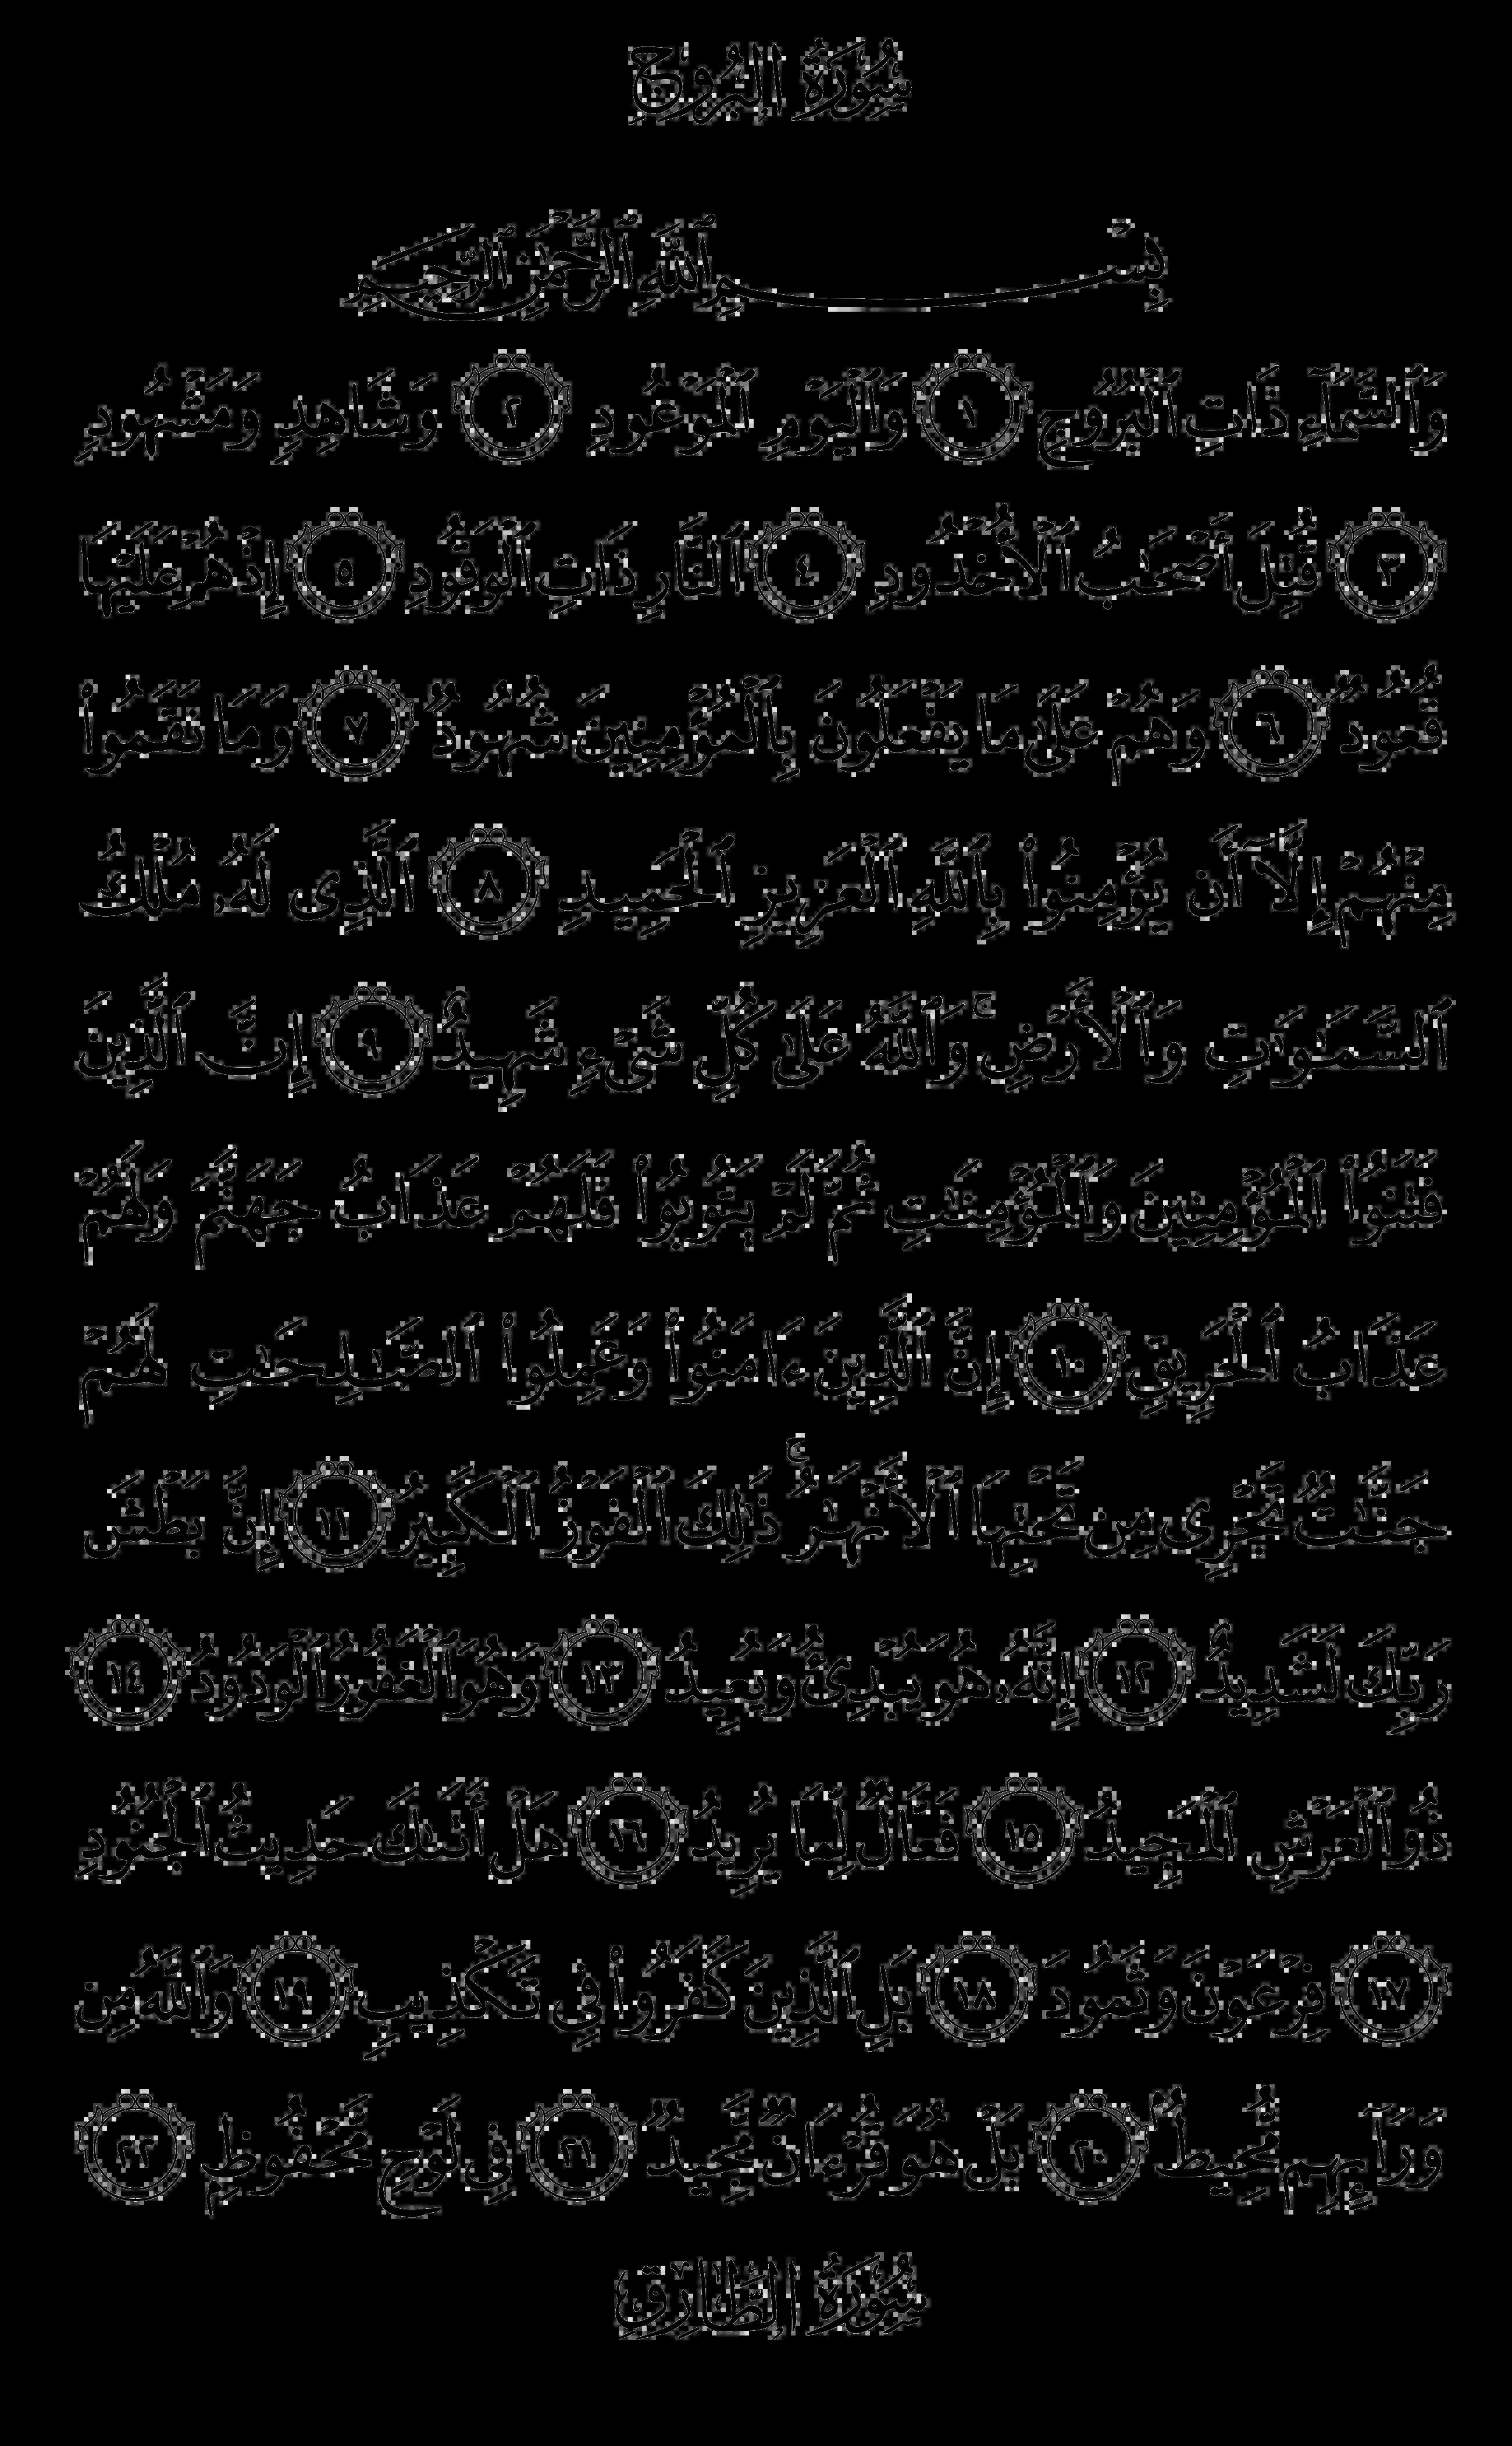 سُورَةُ البُرُوجِ
بِسْمِ ٱللَّهِ ٱلرَّحْمَٰنِ ٱلرَّحِيمِ
وَٱلسَّمَآءِ ذَاتِ ٱلْبُرُوجِ ١ وَٱلْيَوْمِ ٱلْمَوْعُودِ ٢ وَشَاهِدٍ وَمَشْهُودٍ
٣ قُتِلَ أَصْحَٰبُ ٱلْأُخْدُودِ ٤ ٱلنَّارِ ذَاتِ ٱلْوَقُودِ ٥ إِذْ هُمْ عَلَيْهَا
قُعُودٌ ٦ وَهُمْ عَلَىٰ مَا يَفْعَلُونَ بِٱلْمُؤْمِنِينَ شُهُودٌ ٧ وَمَا نَقَمُوا۟
مِنْهُمْ إِلَّآ أَن يُؤْمِنُوا۟ بِٱللَّهِ ٱلْعَزِيزِ ٱلْحَمِيدِ ٨ ٱلَّذِى لَهُۥ مُلْكُ
ٱلسَّمَٰوَٰتِ وَٱلْأَرْضِ ۚ وَٱللَّهُ عَلَىٰ كُلِّ شَىْءٍ شَهِيدٌ ٩ إِنَّ ٱلَّذِينَ
فَتَنُوا۟ ٱلْمُؤْمِنِينَ وَٱلْمُؤْمِنَٰتِ ثُمَّ لَمْ يَتُوبُوا۟ فَلَهُمْ عَذَابُ جَهَنَّمَ وَلَهُمْ
عَذَابُ ٱلْحَرِيقِ ١٠ إِنَّ ٱلَّذِينَ ءَامَنُوا۟ وَعَمِلُوا۟ ٱلصَّٰلِحَٰتِ لَهُمْ
جَنَّٰتٌ تَجْرِى مِن تَحْتِهَا ٱلْأَنْهَٰرُ ۚ ذَٰلِكَ ٱلْفَوْزُ ٱلْكَبِيرُ ١١ إِنَّ بَطْشَ
رَبِّكَ لَشَدِيدٌ ١٢ إِنَّهُۥ هُوَ يُبْدِئُ وَيُعِيدُ ١٣ وَهُوَ ٱلْغَفُورُ ٱلْوَدُودُ ١٤
ذُو ٱلْعَرْشِ ٱلْمَجِيدُ ١٥ فَعَّالٌ لِّمَا يُرِيدُ ١٦ هَلْ أَتَىٰكَ حَدِيثُ ٱلْجُنُودِ
١٧ فِرْعَوْنَ وَثَمُودَ ١٨ بَلِ ٱلَّذِينَ كَفَرُوا۟ فِى تَكْذِيبٍ ١٩ وَٱللَّهُ مِن
وَرَآئِهِم مُّحِيطٌۢ ٢٠ بَلْ هُوَ قُرْءَانٌ مَّجِيدٌ ٢١ فِى لَوْحٍ مَّحْفُوظٍۭ ٢٢
سُورَةُ الطَّارِقِ